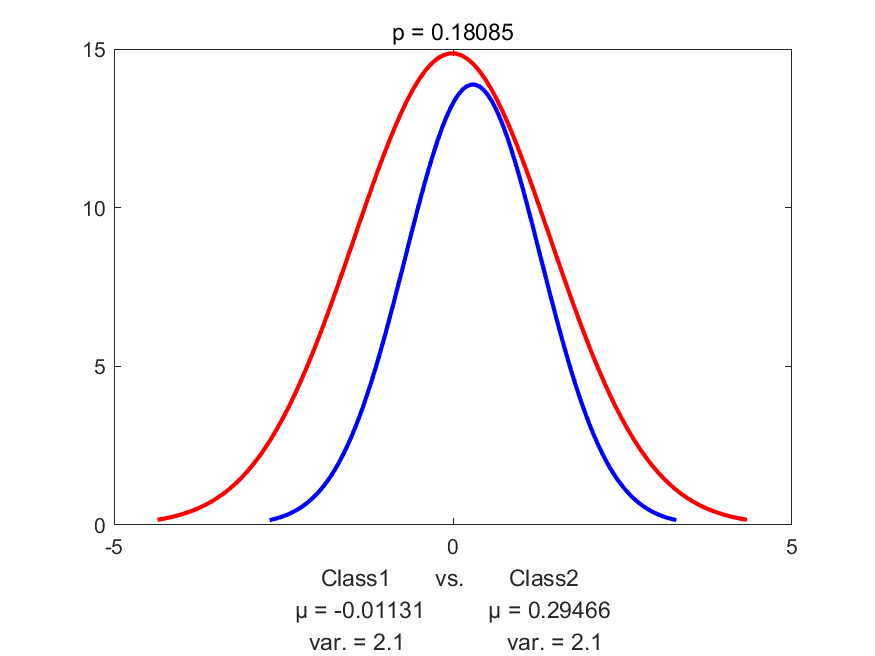 p = 0.18085
15
10
5
0
-5 0 5
Class1 vs. Class2
μ = -0.01131 μ = 0.29466
var. = 2.1 var. = 2.1